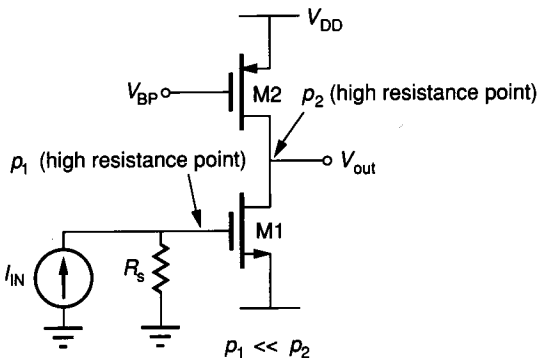 V_DD
V_BP
M2
p_2 (high resistance point)
p_1 (high resistance point)
V_out
M1
I_IN
R_s
p_1 << p_2